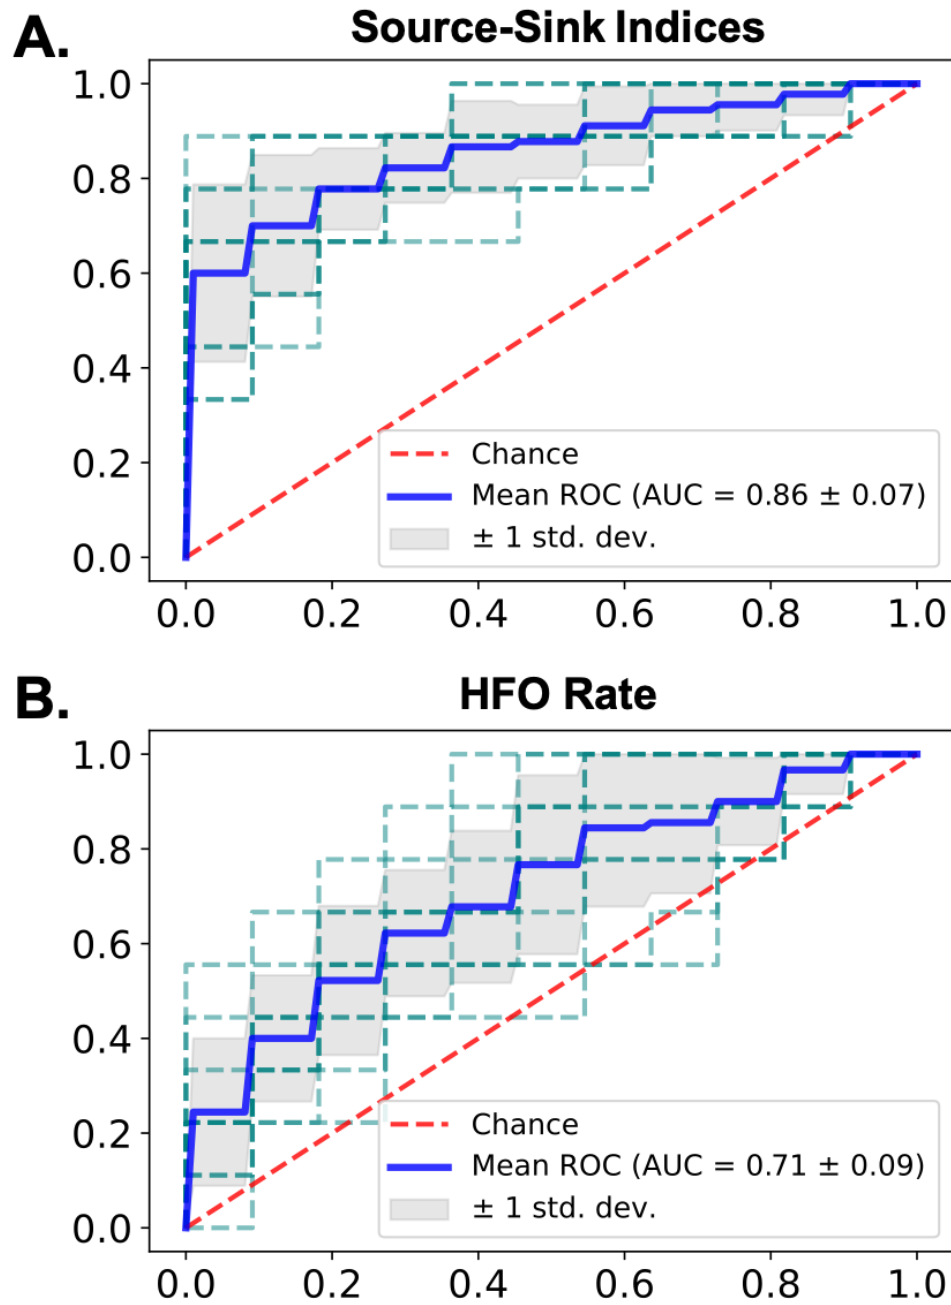 A.
Source-Sink Indices
1.0
0.8
0.6
0.4
0.2
0.0
Chance
Mean ROC (AUC = 0.86 ± 0.07)
± 1 std. dev.
0.0 0.2 0.4 0.6 0.8 1.0
B.
HFO Rate
1.0
0.8
0.6
0.4
0.2
0.0
Chance
Mean ROC (AUC = 0.71 ± 0.09)
± 1 std. dev.
0.0 0.2 0.4 0.6 0.8 1.0